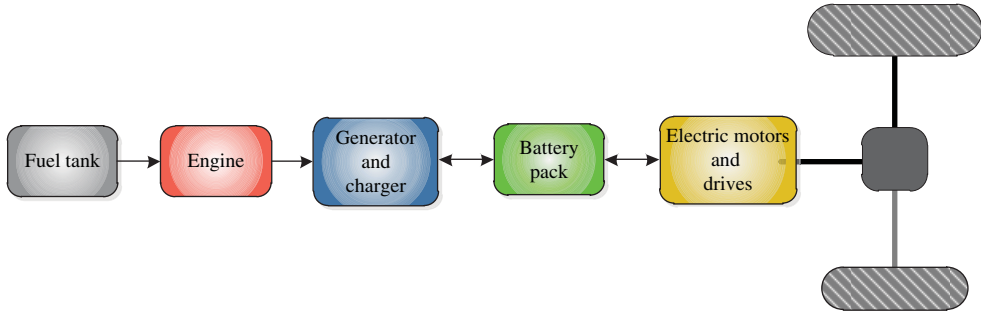 Fuel tank
Engine
Generator
and
charger
Battery
pack
Electric motors
and
drives